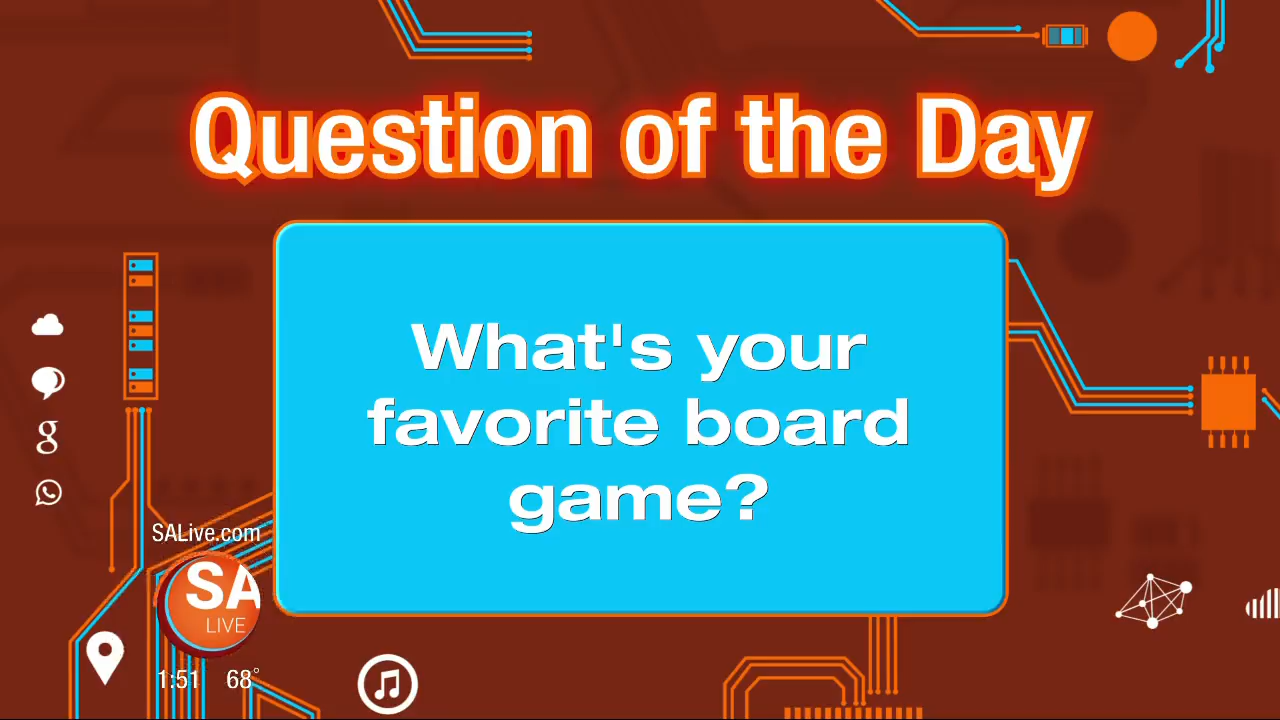 Question of the Day
What's your
favorite board
game?
SALive.com
SA
LIVE
1:51 68°